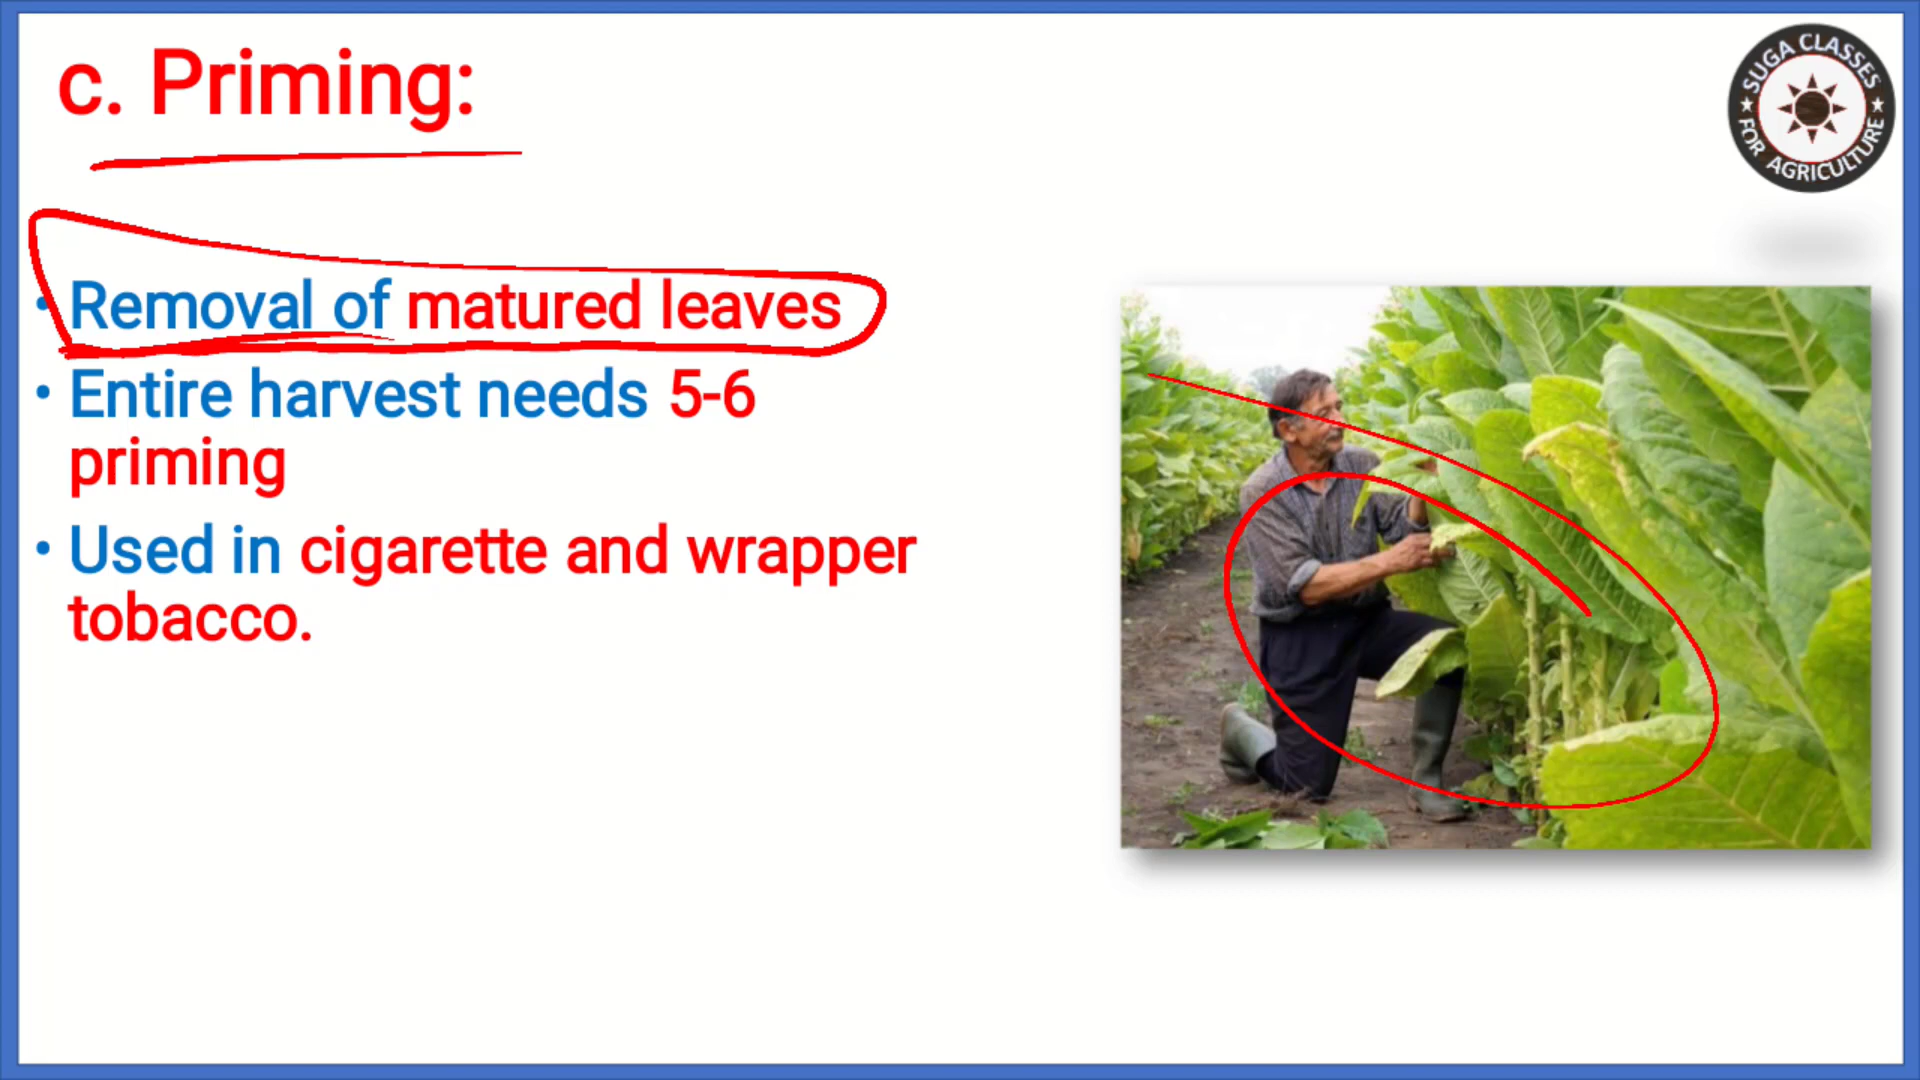 c. Priming:
SUGA CLASSES
FOR AGRICULTURE
• Removal of matured leaves
• Entire harvest needs 5-6
priming
• Used in cigarette and wrapper
tobacco.